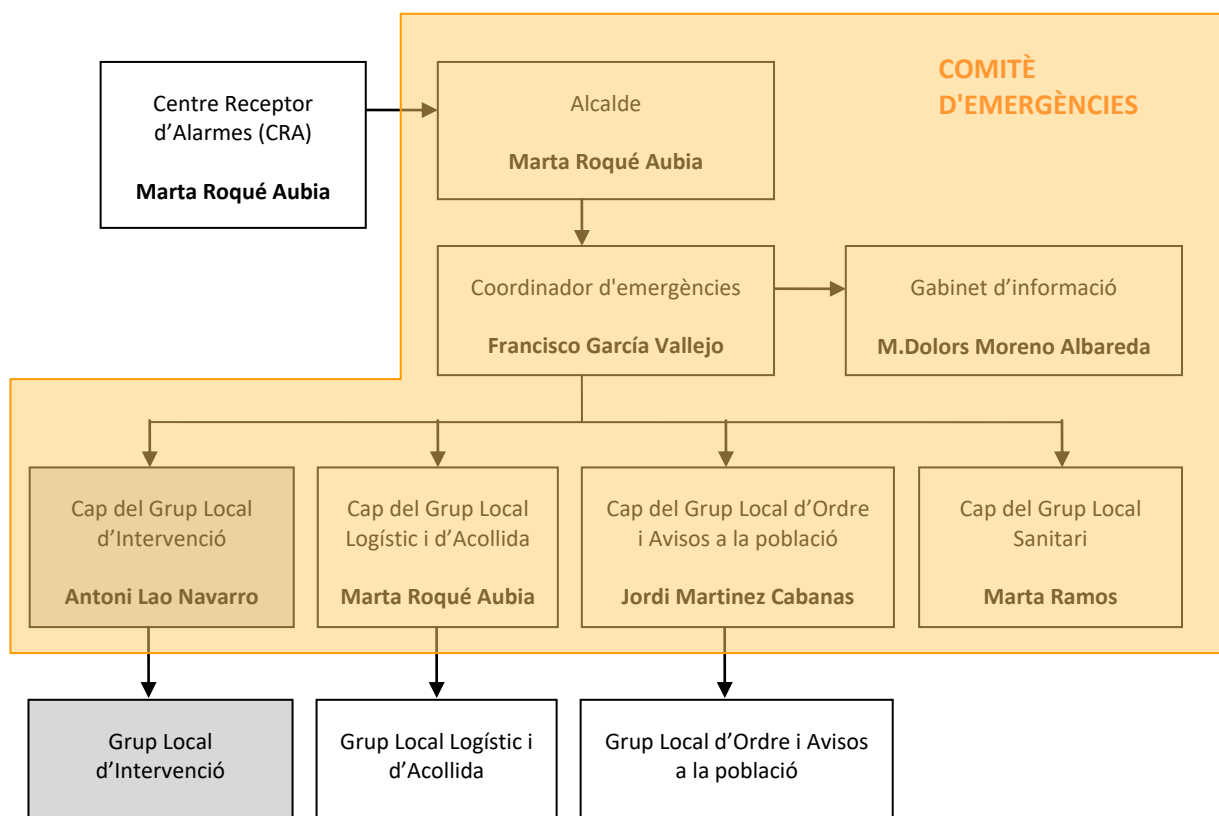 COMITÈ
D'EMERGÈNCIES
Centre Receptor
d’Alarmes (CRA)
Marta Roqué Aubia
Alcalde
Marta Roqué Aubia
Coordinador d'emergències
Francisco García Vallejo
Gabinet d’informació
M.Dolors Moreno Albareda
Cap del Grup Local
d’Intervenció
Antoni Lao Navarro
Cap del Grup Local
Logístic i d’Acollida
Marta Roqué Aubia
Cap del Grup Local d’Ordre
i Avisos a la població
Jordi Martinez Cabanas
Cap del Grup Local
Sanitari
Marta Ramos
Grup Local
d’Intervenció
Grup Local Logístic i
d’Acollida
Grup Local d’Ordre i Avisos
a la població